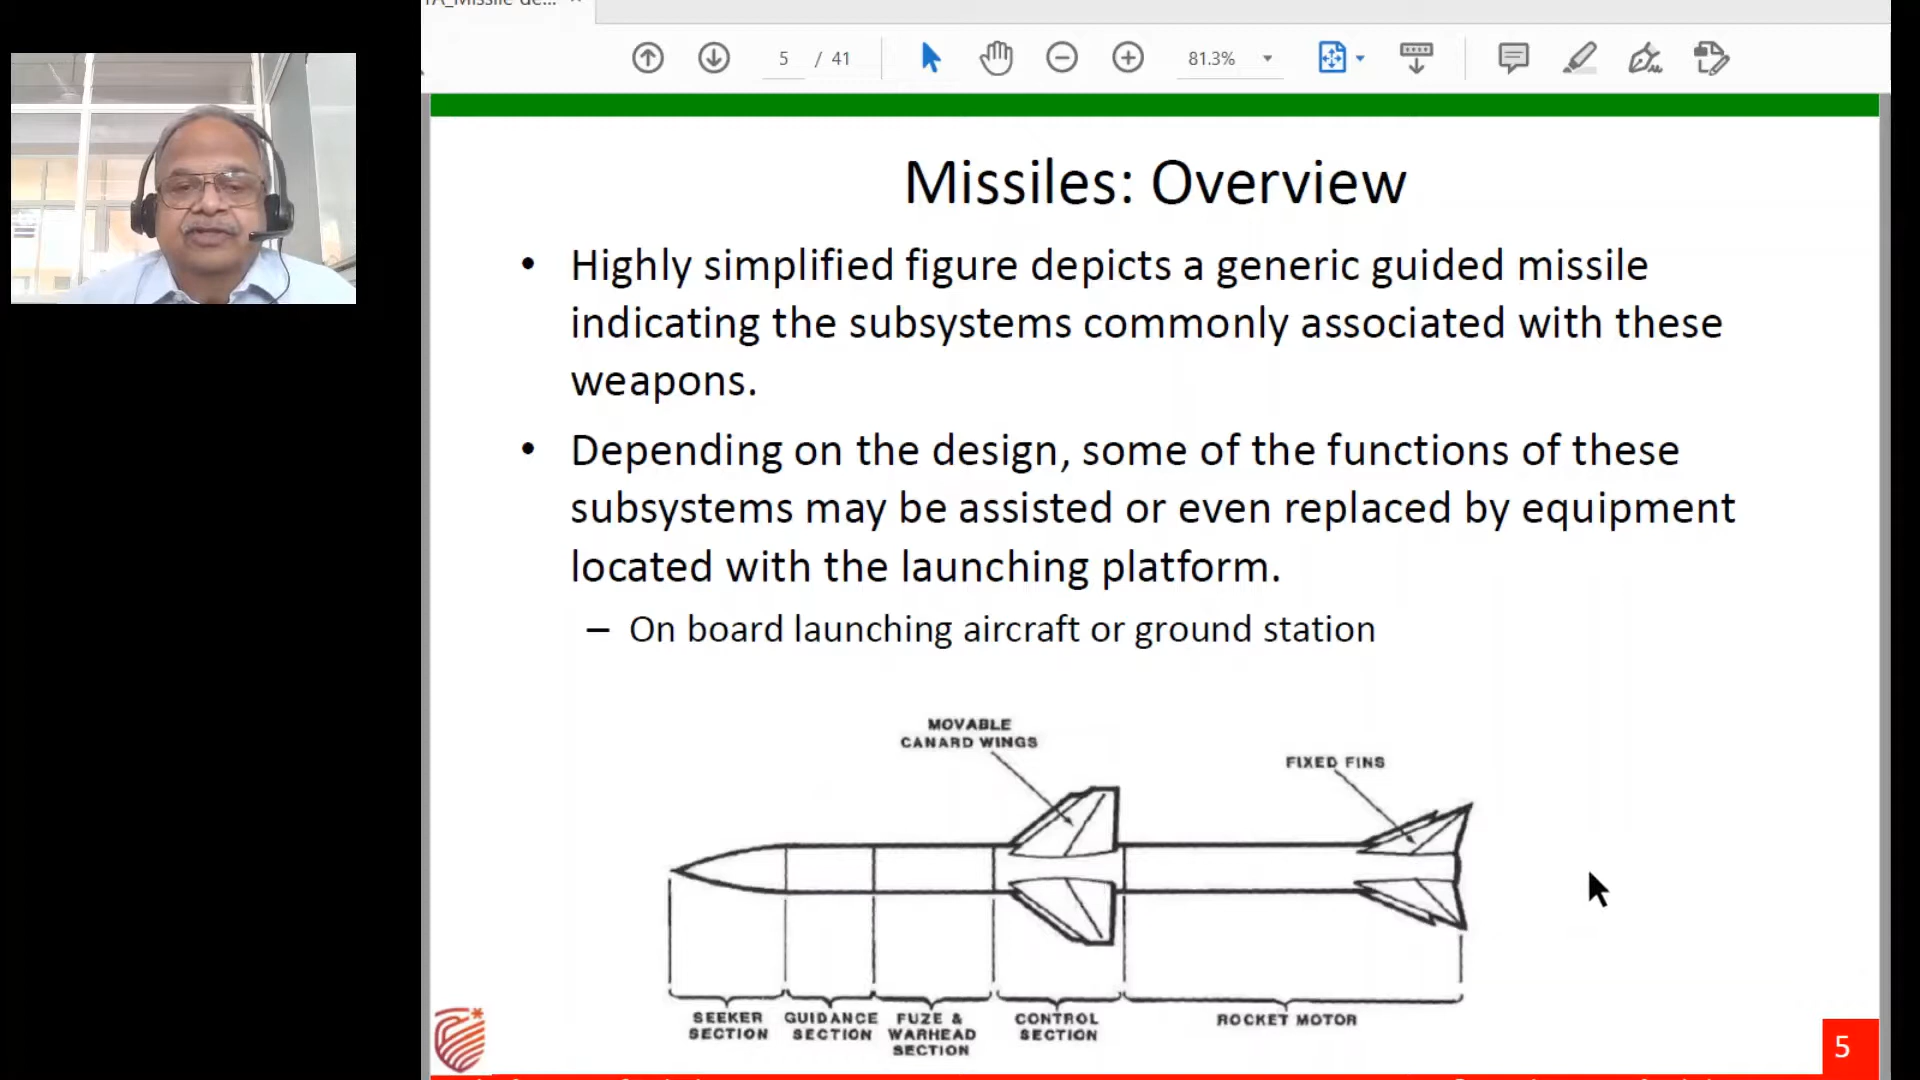 5 / 41
81.3%
Missiles: Overview
• Highly simplified figure depicts a generic guided missile
indicating the subsystems commonly associated with these
weapons.
• Depending on the design, some of the functions of these
subsystems may be assisted or even replaced by equipment
located with the launching platform.
– On board launching aircraft or ground station
MOVABLE
CANARD WINGS
FIXED FINS
SEEKER
SECTION
GUIDANCE
SECTION
FUZE &
WARHEAD
SECTION
CONTROL
SECTION
ROCKET MOTOR
5